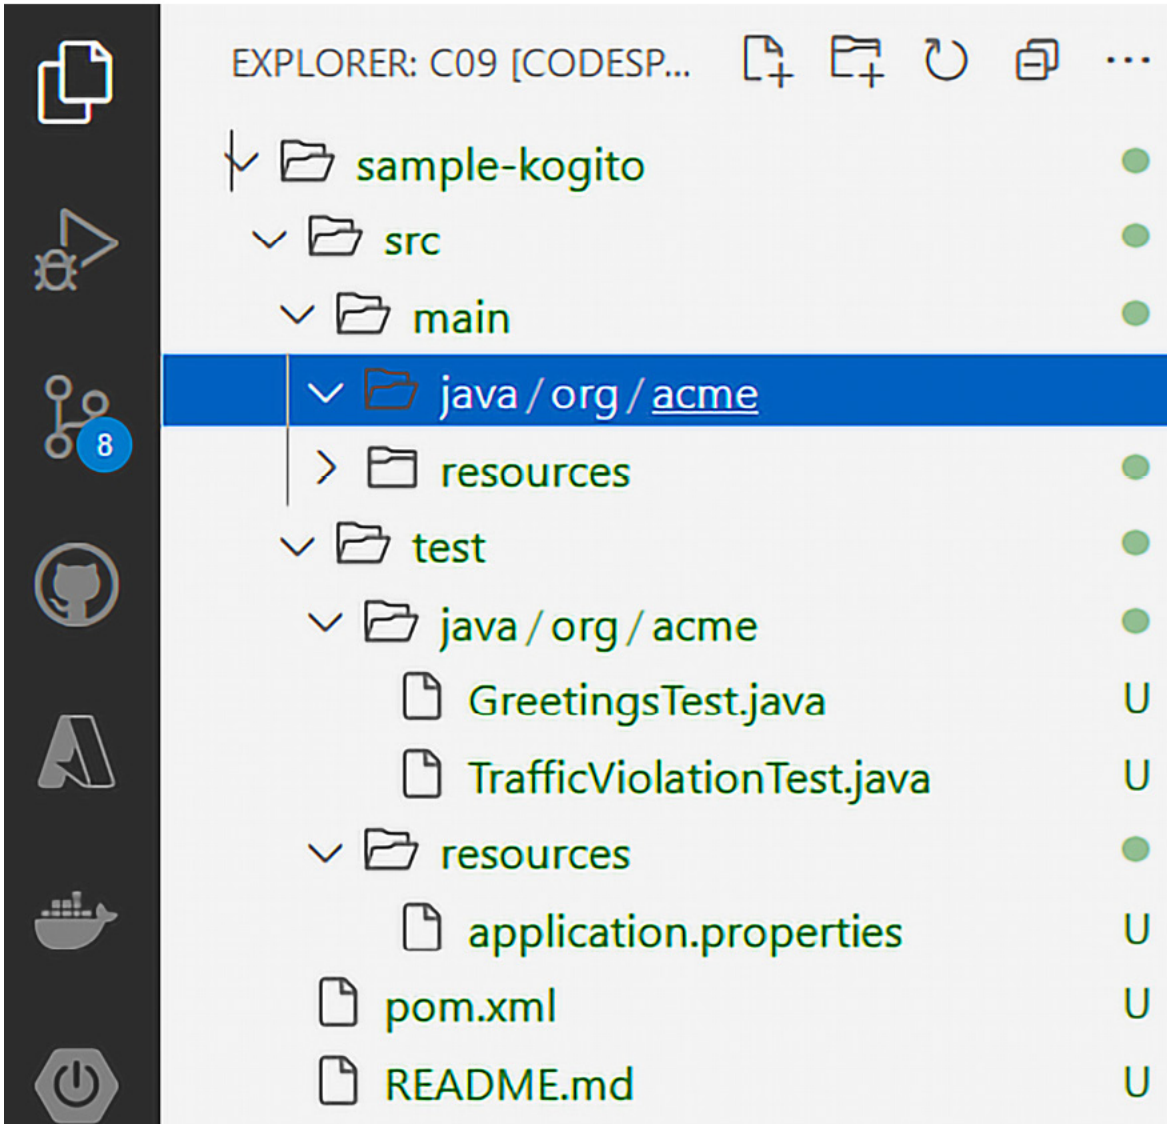 EXPLORER: C09 [CODESP...
sample-kogito
src
main
java / org / acme
8
resources
test
java / org / acme
GreetingsTest.java U
TrafficViolationTest.java U
resources
application.properties U
pom.xml U
README.md U